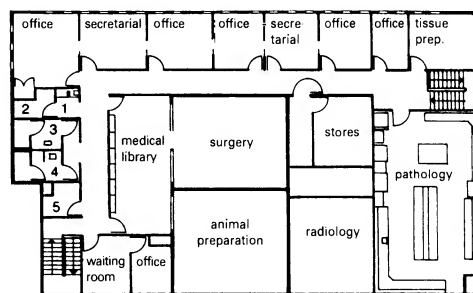 office
secretarial
office
office
secre
tarial
office
office
tissue
prep.
2
1
3
4
5
medical
library
surgery
stores
pathology
animal
preparation
radiology
waiting
room
office